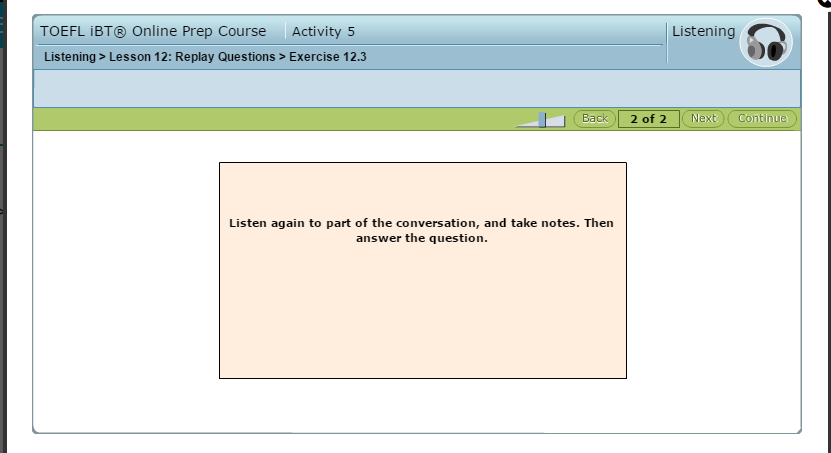 TOEFL iBT® Online Prep Course Activity 5 Listening
Listening > Lesson 12: Replay Questions > Exercise 12.3
Back 2 of 2 Next Continue
Listen again to part of the conversation, and take notes. Then
answer the question.